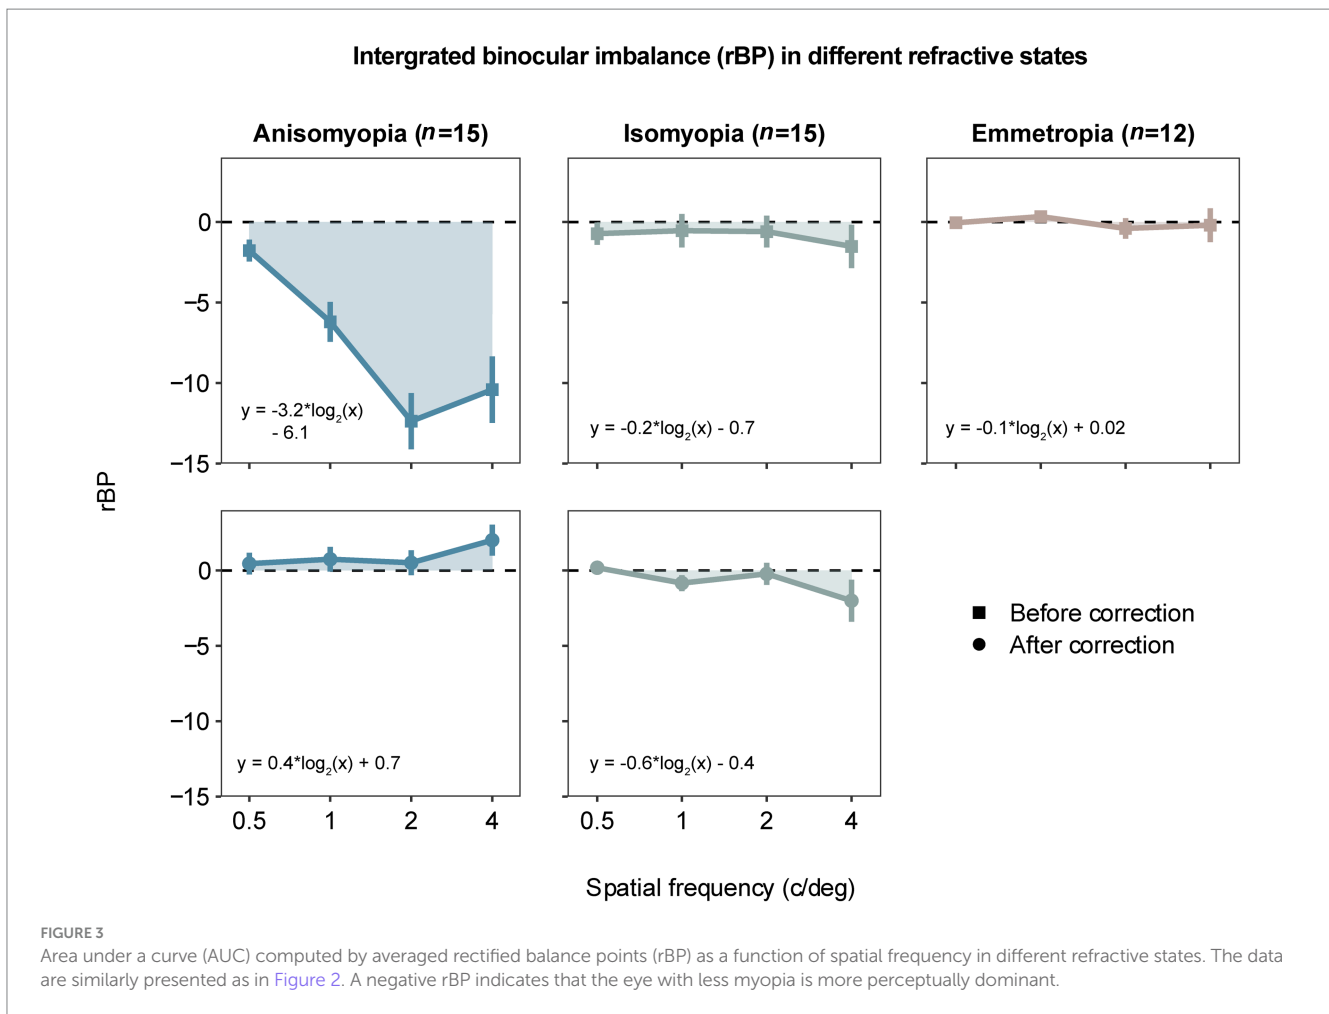 Intergrated binocular imbalance (rBP) in different refractive states
Anisomyopia (n=15)
Isomyopia (n=15)
Emmetropia (n=12)
0
−5
−10
−15
y = -3.2*log2(x)
- 6.1
y = -0.2*log2(x) - 0.7
y = -0.1*log2(x) + 0.02
rBP
0
−5
−10
−15
y = 0.4*log2(x) + 0.7
y = -0.6*log2(x) - 0.4
Before correction
After correction
0.5 1 2 4
0.5 1 2 4
Spatial frequency (c/deg)
FIGURE 3
Area under a curve (AUC) computed by averaged rectified balance points (rBP) as a function of spatial frequency in different refractive states. The data
are similarly presented as in Figure 2. A negative rBP indicates that the eye with less myopia is more perceptually dominant.